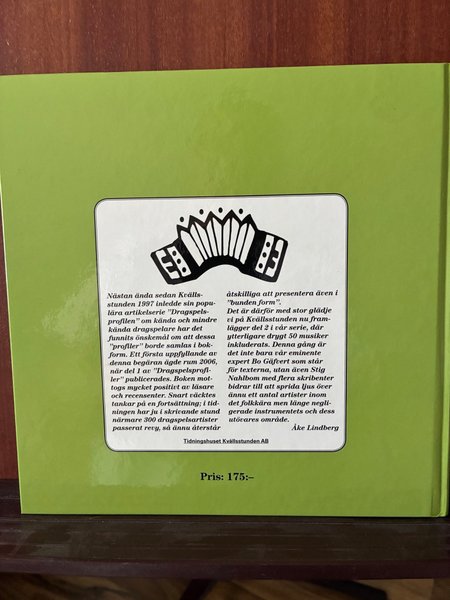 Nästan ända sedan Kvälls-
stunden 1997 inledde sin popu-
lära artikelserie "Dragspels-
profilen" om kända och mindre
kända dragspelare har det
funnits önskemål om att dessa
"profiler" borde samlas i bok-
form. Ett första uppfyllande av
denna begäran ägde rum 2006,
när del 1 av "Dragspelsprofi-
ler" publicerades. Boken mot-
togs mycket positivt av läsare
och recensenter. Snart väcktes
tankar på en fortsättning; i tid-
ningen har ju i skrivande stund
närmare 300 dragspelsartister
passerat revy, så ännu återstår
åtskilliga att presentera även i
"bunden form".
Det är därför med stor glädje
vi på Kvällsstunden nu fram-
lägger del 2 i vår serie, där
ytterligare drygt 50 musiker
inkluderats. Denna gång är
det inte bara vår eminente
expert Bo Gäfvert som står
för texterna, utan även Stig
Nahlbom med flera skribenter
bidrar till att sprida ljus över
ännu ett antal artister inom
det folkkära men länge negli-
gerade instrumentets och dess
utövares område.
Åke Lindberg
Tidningshuset Kvällsstunden AB
Pris: 175:–